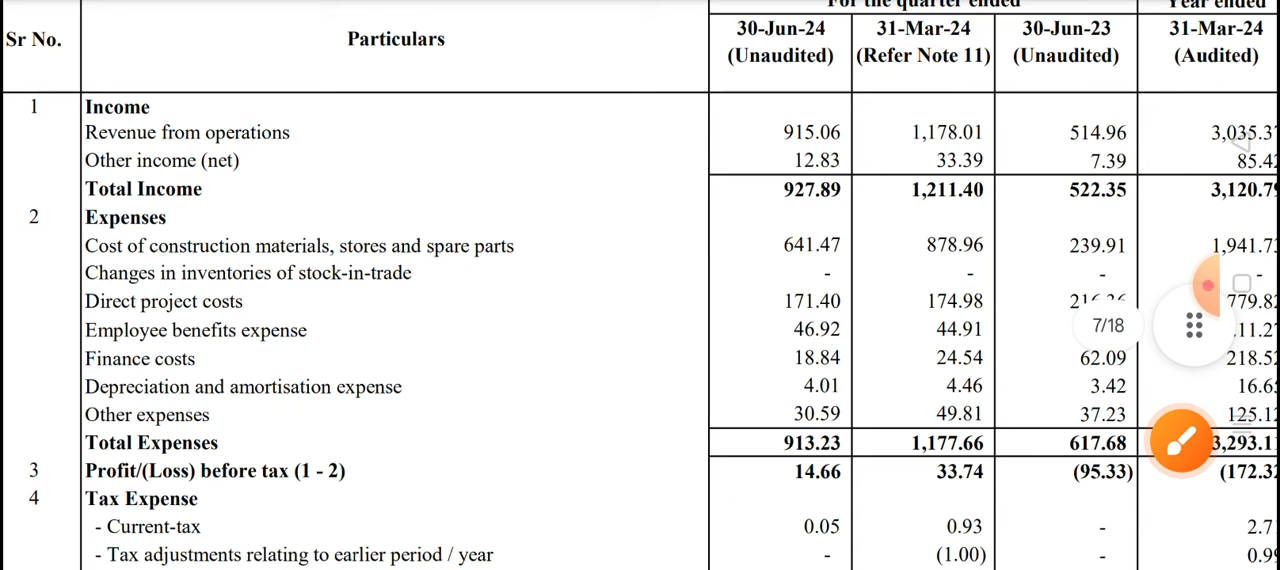 For the quarter ended Year ended
Sr No. Particulars 30-Jun-24 31-Mar-24 30-Jun-23 31-Mar-24
(Unaudited) (Refer Note 11) (Unaudited) (Audited)
1 Income
Revenue from operations 915.06 1,178.01 514.96
Other income (net) 12.83 33.39 7.39 85.42
Total Income 927.89 1,211.40 522.35
2 Expenses
Cost of construction materials, stores and spare parts 641.47 878.96 239.91
Changes in inventories of stock-in-trade - - - -
Direct project costs 171.40 174.98 779.82
Employee benefits expense 46.92 44.91
7/18
Finance costs 18.84 24.54 62.09 218.52
Depreciation and amortisation expense 4.01 4.46 3.42
Other expenses 30.59 49.81 37.23
Total Expenses 913.23 1,177.66 617.68
3 Profit/(Loss) before tax (1 - 2) 14.66 33.74 (95.33)
4 Tax Expense
- Current-tax 0.05 0.93 -
- Tax adjustments relating to earlier period / year - (1.00) -